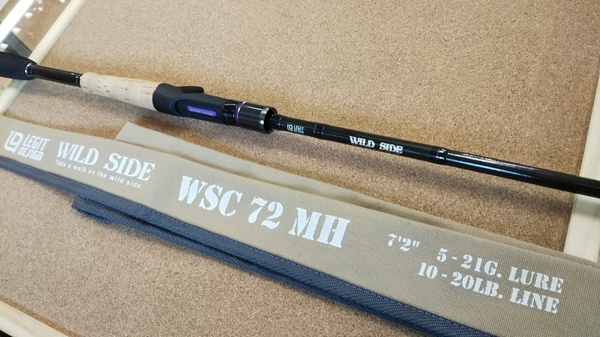 WILD SIDE
LEGIT
DESIGN
WILD SIDE
Take a walk on the wild side
WSC 72 MH
7'2" 5 - 21G. LURE
10 - 20LB. LINE